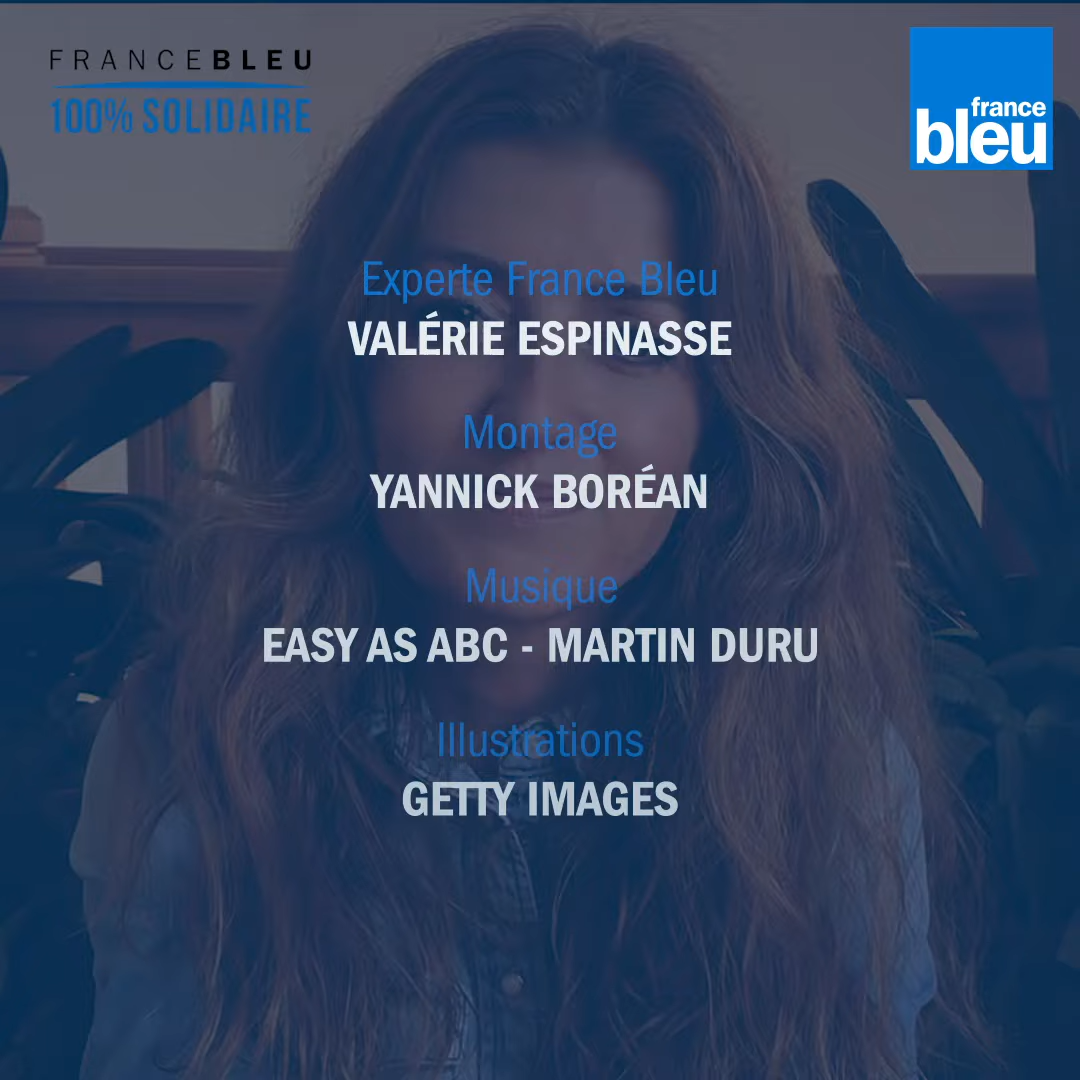 FRANCEBLEU
100% SOLIDAIRE
france
bleu
Experte France Bleu
VALÉRIE ESPINASSE
Montage
YANNICK BORÉAN
Musique
EASY AS ABC - MARTIN DURU
Illustrations
GETTY IMAGES